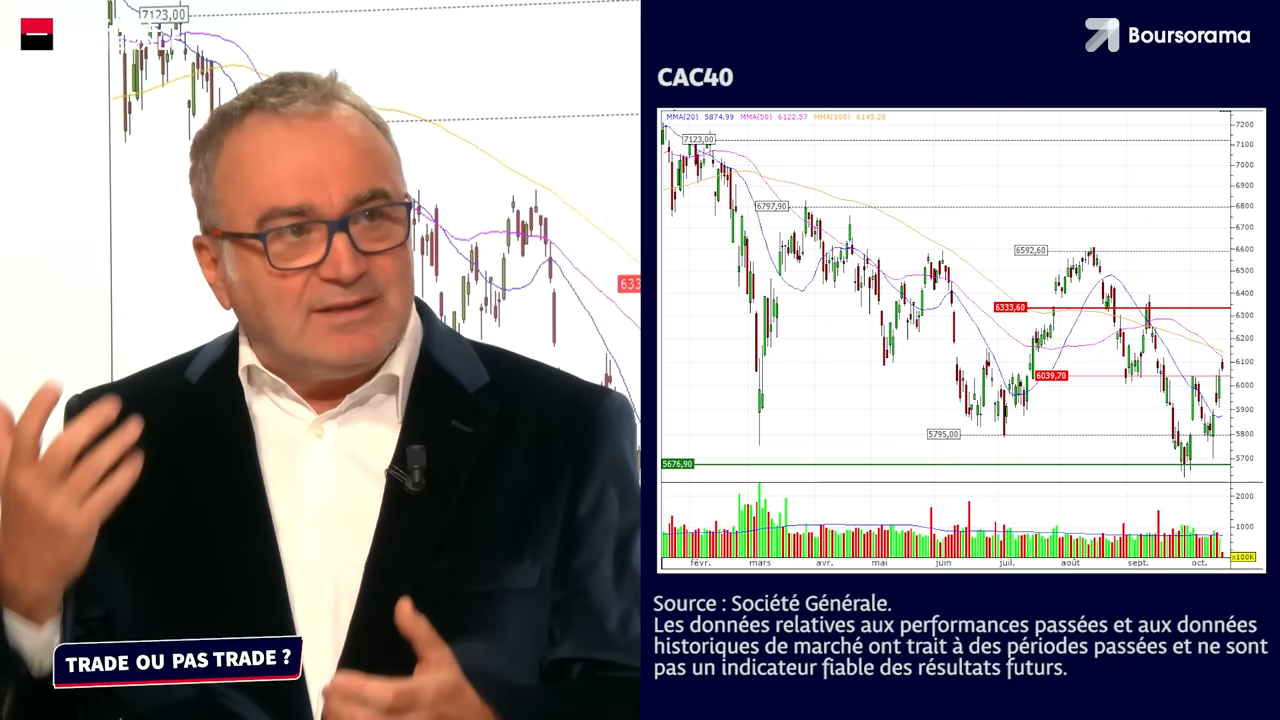 7123,00
633
TRADE OU PAS TRADE ?
Boursorama
CAC40
MMA(20) 5874,99 MMA(50) 6122,57 MMA(100) 6145,28
7123,00
6797,90
6592,60
6333,60
6039,70
5795,00
5676,90
7200
7100
7000
6900
6800
6700
6600
6500
6400
6300
6200
6100
6000
5900
5800
5700
2000
1000
x100K
févr. mars avr. mai juin juil. août sept. oct.
Source : Société Générale.
Les données relatives aux performances passées et aux données
historiques de marché ont trait à des périodes passées et ne sont
pas un indicateur fiable des résultats futurs.